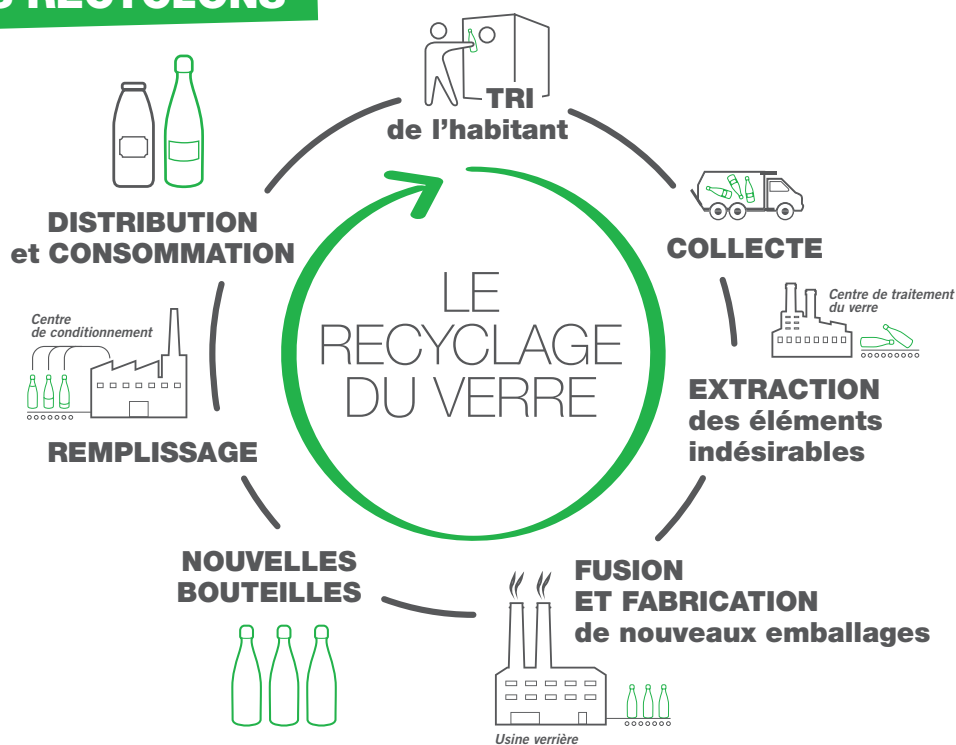 RECYCLONS
TRI
de l'habitant
COLLECTE
Centre de traitement
du verre
EXTRACTION
des éléments
indésirables
FUSION
ET FABRICATION
de nouveaux emballages
Usine verrière
NOUVELLES
BOUTEILLES
REMPLISSAGE
Centre
de conditionnement
DISTRIBUTION
et CONSOMMATION
LE
RECYCLAGE
DU VERRE